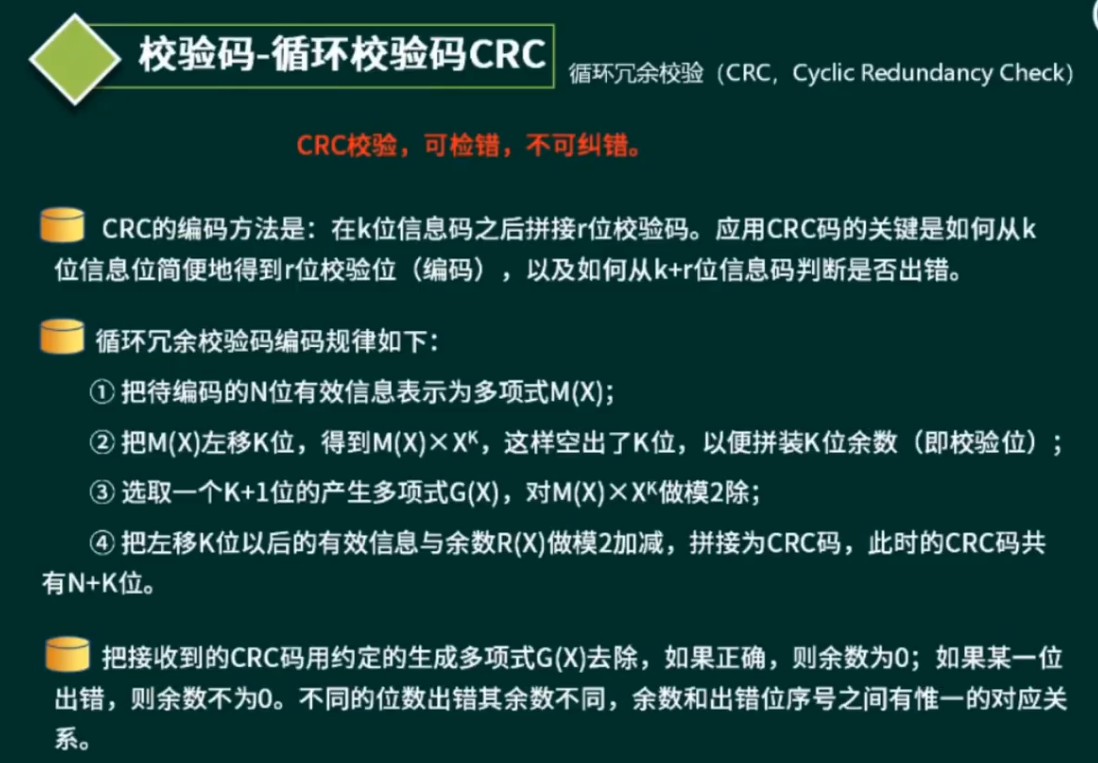 校验码-循环校验码CRC
循环冗余校验（CRC，Cyclic Redundancy Check）
CRC校验，可检错，不可纠错。
CRC的编码方法是：在k位信息码之后拼接r位校验码。应用CRC码的关键是如何从k
位信息位简便地得到r位校验位（编码），以及如何从k+r位信息码判断是否出错。
循环冗余校验码编码规律如下：
① 把待编码的N位有效信息表示为多项式M(X)；
② 把M(X)左移K位，得到M(X)×Xᴷ，这样空出了K位，以便拼装K位余数（即校验位）；
③ 选取一个K+1位的产生多项式G(X)，对M(X)×Xᴷ做模2除；
④ 把左移K位以后的有效信息与余数R(X)做模2加减，拼接为CRC码，此时的CRC码共
有N+K位。
把接收到的CRC码用约定的生成多项式G(X)去除，如果正确，则余数为0；如果某一位
出错，则余数不为0。不同的位数出错其余数不同，余数和出错位序号之间有惟一的对应关
系。